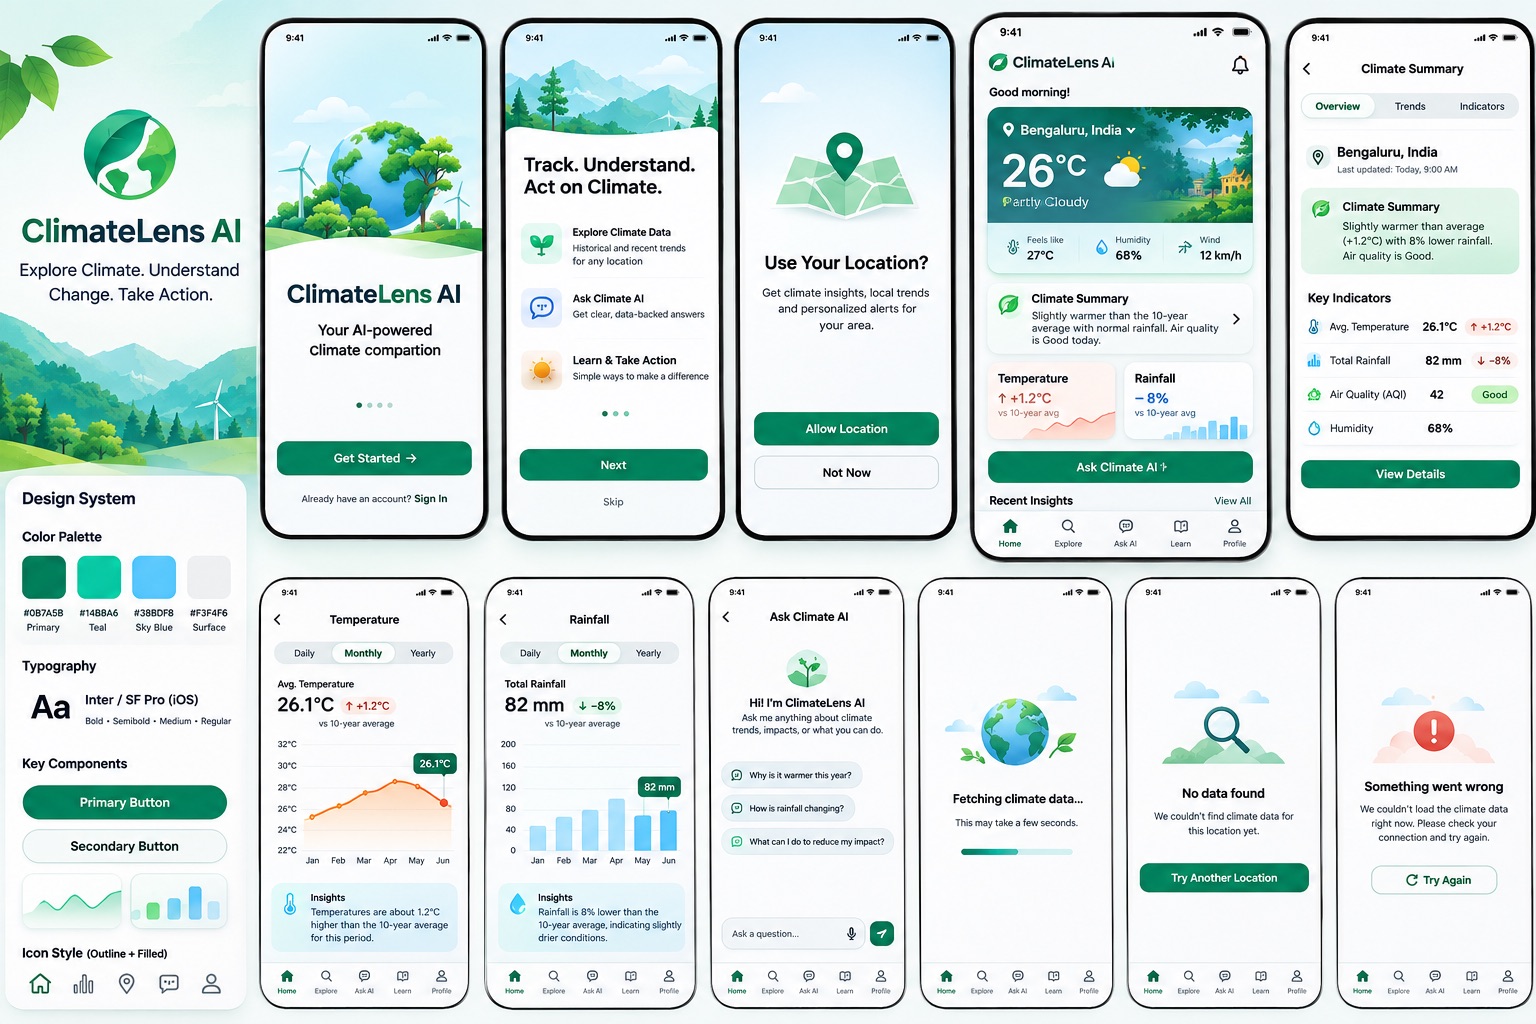 ClimateLens AI
Explore Climate. Understand
Change. Take Action.
Design System
Color Palette
#0B7A5B
Primary
#14B8A6
Teal
#38BDF8
Sky Blue
#F3F4F6
Surface
Typography
Aa
Inter / SF Pro (iOS)
Bold • Semibold • Medium • Regular
Key Components
Primary Button
Secondary Button
Icon Style (Outline + Filled)
9:41
ClimateLens AI
Your AI-powered
Climate compartion
Get Started →
Already have an account? Sign In
9:41
Track. Understand.
Act on Climate.
Explore Climate Data
Historical and recent trends
for any location
Ask Climate AI
Get clear, data-backed answers
Learn & Take Action
Simple ways to make a difference
Next
Skip
9:41
Use Your Location?
Get climate insights, local trends
and personalized alerts for
your area.
Allow Location
Not Now
9:41
ClimateLens AI
Good morning!
Bengaluru, India
26°C
Partly Cloudy
Feels like
27°C
Humidity
68%
Wind
12 km/h
Climate Summary
Slightly warmer than the 10-year
average with normal rainfall. Air quality
is Good today.
Temperature
↑ +1.2°C
vs 10-year avg
Rainfall
– 8%
vs 10-year avg
Ask Climate AI
Recent Insights
View All
Home
Explore
Ask AI
Learn
Profile
9:41
Climate Summary
Overview
Trends
Indicators
Bengaluru, India
Last updated: Today, 9:00 AM
Climate Summary
Slightly warmer than average
(+1.2°C) with 8% lower rainfall.
Air quality is Good.
Key Indicators
Avg. Temperature 26.1°C ↑ +1.2°C
Total Rainfall 82 mm ↓ −8%
Air Quality (AQI) 42 Good
Humidity 68%
View Details
9:41
Temperature
Daily
Monthly
Yearly
Avg. Temperature
26.1°C ↑ +1.2°C
vs 10-year average
32°C
30°C
28°C
26°C
24°C
22°C
26.1°C
Jan Feb Mar Apr May Jun
Insights
Temperatures are about 1.2°C
higher than the 10-year average
for this period.
Home
Explore
Ask AI
Learn
Profile
9:41
Rainfall
Daily
Monthly
Yearly
Total Rainfall
82 mm ↓ −8%
vs 10-year average
200
160
120
80
40
0
82 mm
Jan Feb Mar Apr May Jun
Insights
Rainfall is 8% lower than the
10-year average, indicating slightly
drier conditions.
Home
Explore
Ask AI
Learn
Profile
9:41
Ask Climate AI
Hi! I'm ClimateLens AI
Ask me anything about climate
trends, impacts, or what you can do.
Why is it warmer this year?
How is rainfall changing?
What can I do to reduce my impact?
Ask a question...
Home
Explore
Ask AI
Learn
Profile
9:41
Fetching climate data...
This may take a few seconds.
Home
Explore
Ask AI
Learn
Profile
9:41
No data found
We couldn't find climate data for
this location yet.
Try Another Location
Home
Explore
Ask AI
Learn
Profile
9:41
Something went wrong
We couldn't load the climate data
right now. Please check your
connection and try again.
Try Again
Home
Explore
Ask AI
Learn
Profile